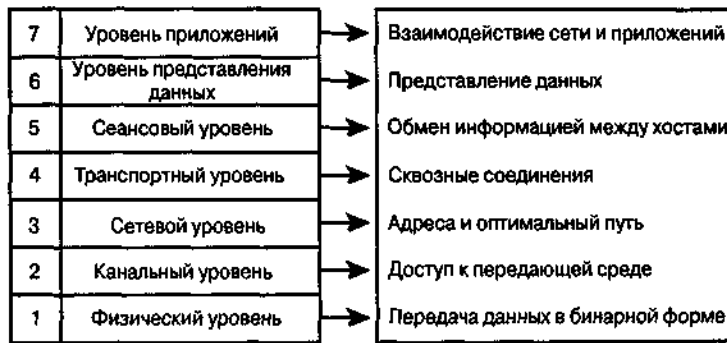 7 Уровень приложений Взаимодействие сети и приложений
6 Уровень представления данных Представление данных
5 Сеансовый уровень Обмен информацией между хостами
4 Транспортный уровень Сквозные соединения
3 Сетевой уровень Адреса и оптимальный путь
2 Канальный уровень Доступ к передающей среде
1 Физический уровень Передача данных в бинарной форме